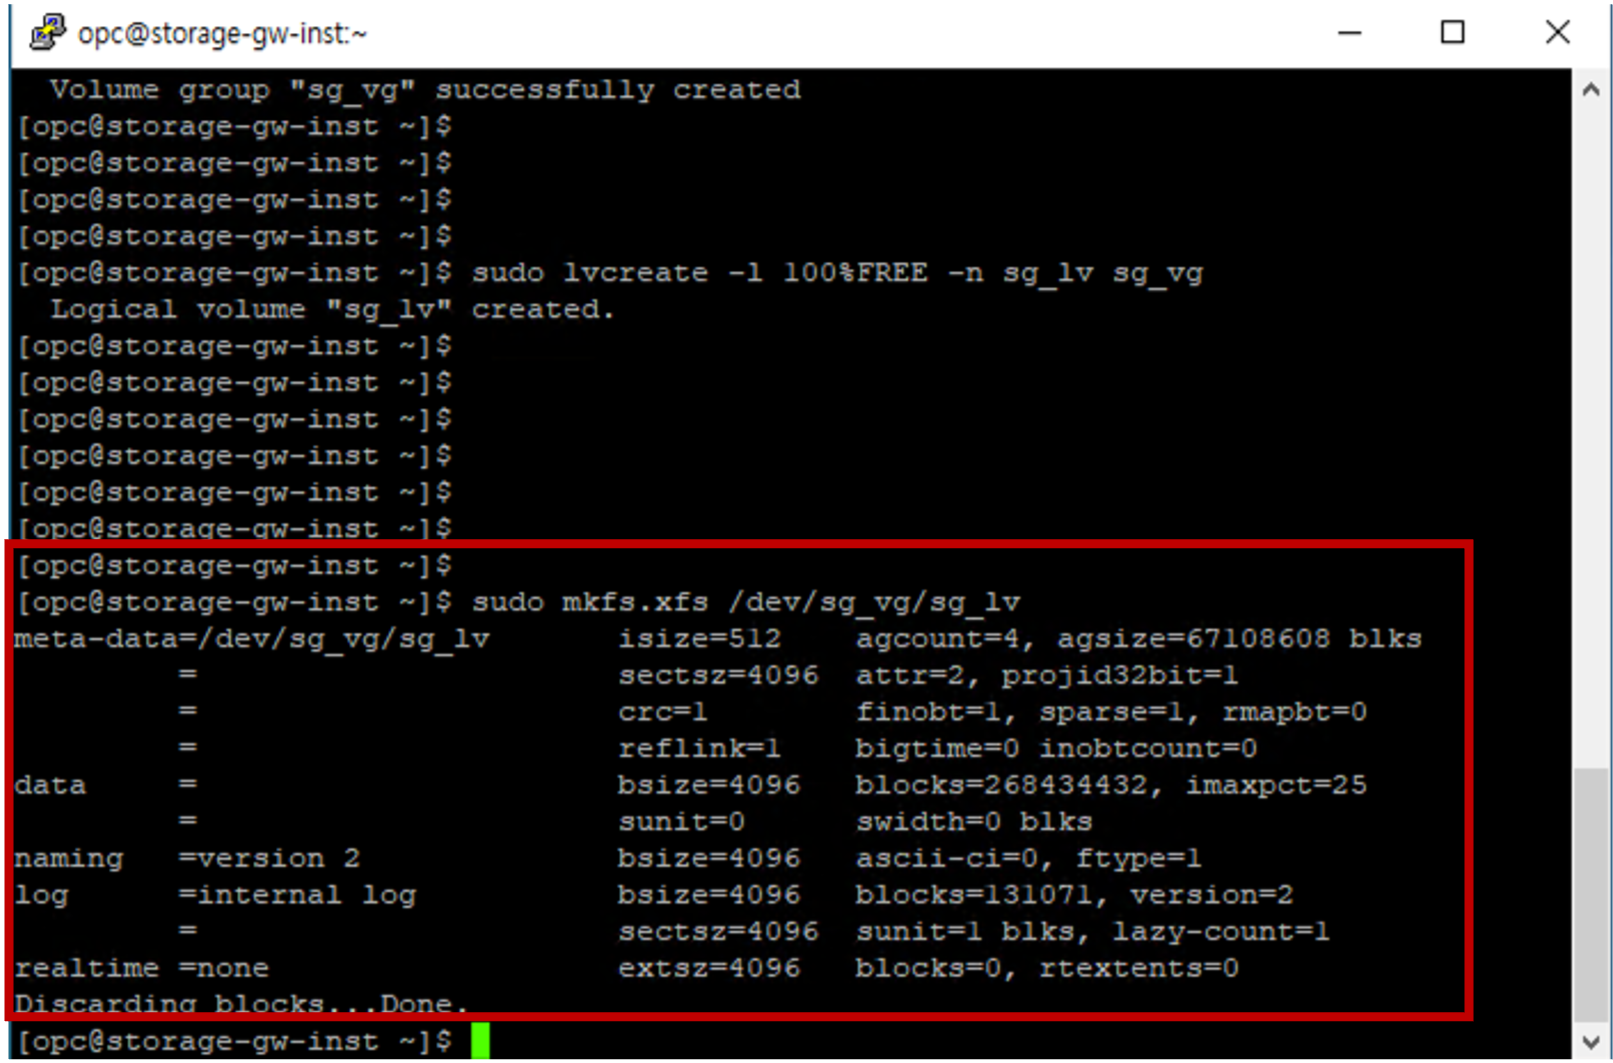 opc@storage-gw-inst:~
Volume group "sg_vg" successfully created
[opc@storage-gw-inst ~]$
[opc@storage-gw-inst ~]$
[opc@storage-gw-inst ~]$
[opc@storage-gw-inst ~]$
[opc@storage-gw-inst ~]$ sudo lvcreate -l 100%FREE -n sg_lv sg_vg
Logical volume "sg_lv" created.
[opc@storage-gw-inst ~]$
[opc@storage-gw-inst ~]$
[opc@storage-gw-inst ~]$
[opc@storage-gw-inst ~]$
[opc@storage-gw-inst ~]$
[opc@storage-gw-inst ~]$
[opc@storage-gw-inst ~]$
[opc@storage-gw-inst ~]$ sudo mkfs.xfs /dev/sg_vg/sg_lv
meta-data=/dev/sg_vg/sg_lv       isize=512    agcount=4, agsize=67108608 blks
         =                       sectsz=4096  attr=2, projid32bit=1
         =                       crc=1        finobt=1, sparse=1, rmapbt=0
         =                       reflink=1    bigtime=0 inobtcount=0
data     =                       bsize=4096   blocks=268434432, imaxpct=25
         =                       sunit=0      swidth=0 blks
naming   =version 2              bsize=4096   ascii-ci=0, ftype=1
log      =internal log           bsize=4096   blocks=131071, version=2
         =                       sectsz=4096  sunit=1 blks, lazy-count=1
realtime =none                   extsz=4096   blocks=0, rtextents=0
Discarding blocks...Done.
[opc@storage-gw-inst ~]$